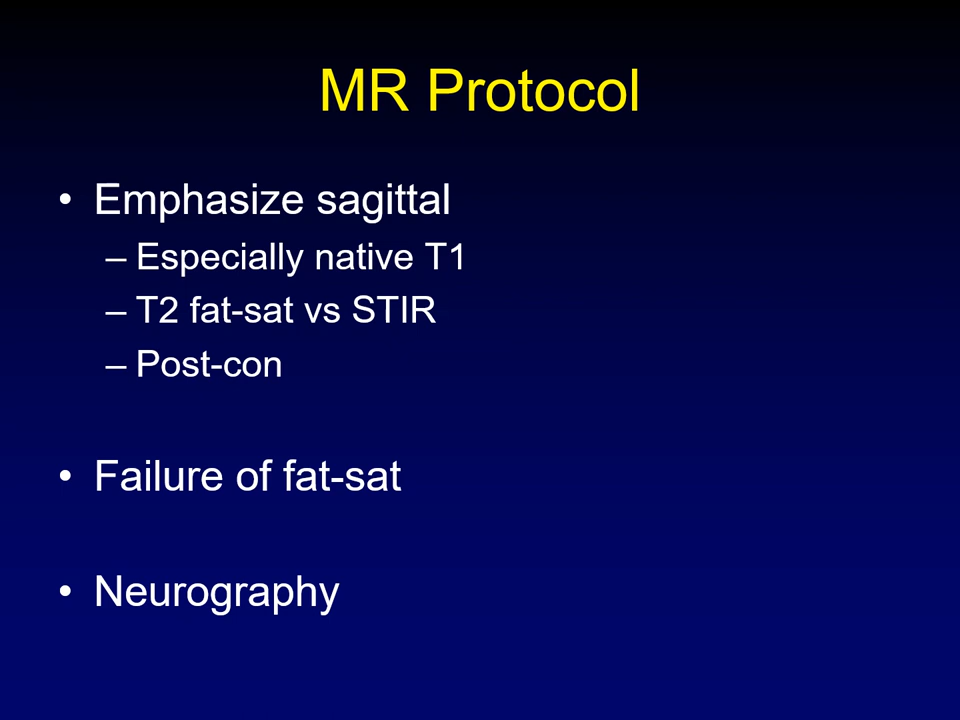 MR Protocol
• Emphasize sagittal
– Especially native T1
– T2 fat-sat vs STIR
– Post-con
• Failure of fat-sat
• Neurography